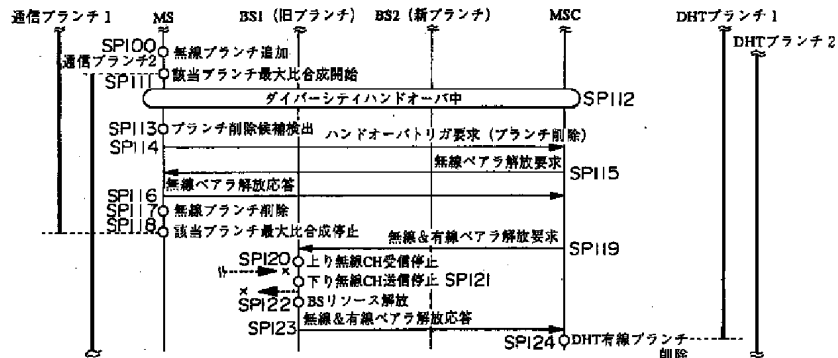 通信ブランチ1 MS BS1（旧ブランチ） BS2（新ブランチ） MSC DHTブランチ1
DHTブランチ2
SP100 無線ブランチ追加
通信ブランチ2
SP111 該当ブランチ最大比合成開始
ダイバーシティハンドオーバ中 SP112
SP113 ブランチ削除候補検出
SP114 ハンドオーバトリガ要求（ブランチ削除）
無線ベアラ解放要求 SP115
SP116 無線ベアラ解放応答
SP117 無線ブランチ削除
SP118 該当ブランチ最大比合成停止
無線&有線ベアラ解放要求 SP119
SP120 上り無線CH受信停止
×
下り無線CH送信停止 SP121
×
SP122 BSリソース解放
SP123 無線&有線ベアラ解放応答
SP124 DHT有線ブランチ
削除